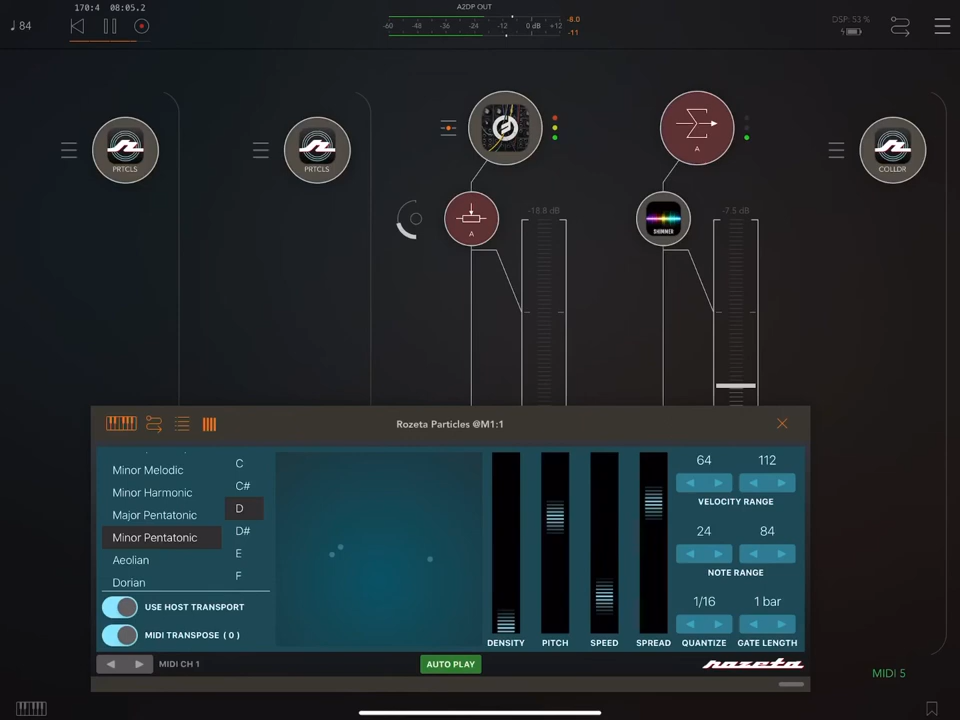 A2DP OUT
170:4 08:05.2
♩ 84
-60 -48 -36 -24 -12 0 dB +12
-8.0
-11
DSP: 53 %
PRTCLS
PRTCLS
A
COLLDR
A
-18.8 dB
SHIMMER
-7.5 dB
Rozeta Particles @M1:1
Minor Melodic
Minor Harmonic
Major Pentatonic
Minor Pentatonic
Aeolian
Dorian
C
C#
D
D#
E
F
USE HOST TRANSPORT
MIDI TRANSPOSE ( 0 )
DENSITY
PITCH
SPEED
SPREAD
64 112
VELOCITY RANGE
24 84
NOTE RANGE
1/16 1 bar
QUANTIZE GATE LENGTH
MIDI CH 1
AUTO PLAY
rozeta
MIDI 5